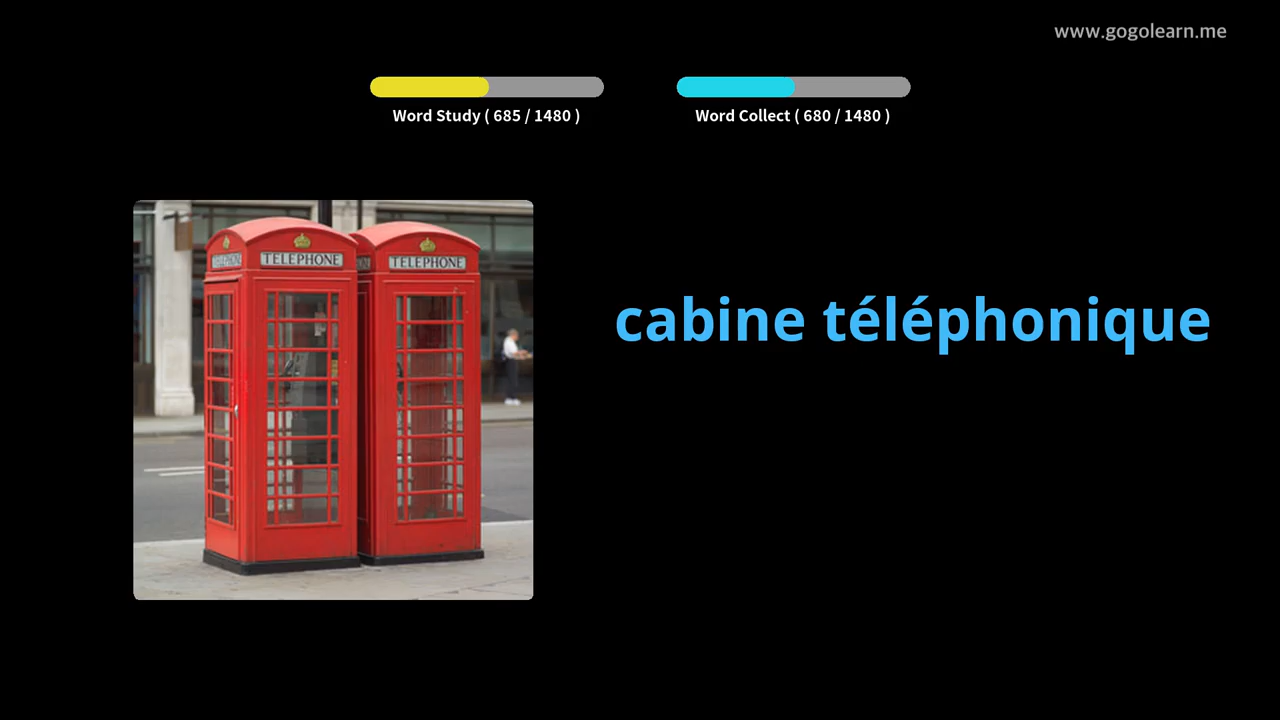 www.gogolearn.me
Word Study ( 685 / 1480 )
Word Collect ( 680 / 1480 )
TELEPHONE
TELEPHONE
cabine téléphonique